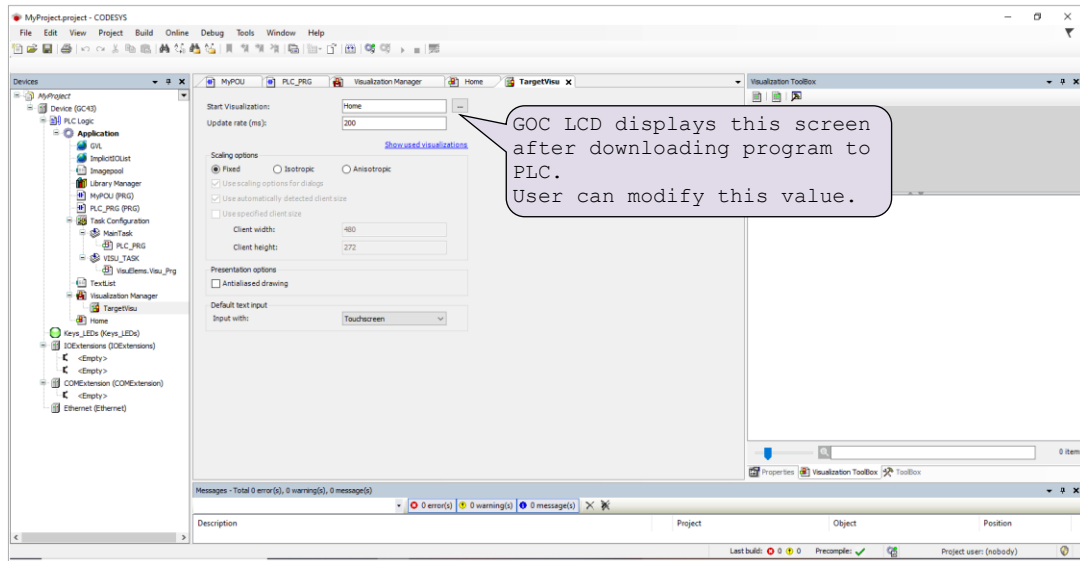 MyProject.project - CODESYS
File Edit View Project Build Online Debug Tools Window Help
Devices
MyProject
Device (GC43)
PLC Logic
Application
GVL
ImplicitIOList
Imagepool
Library Manager
MyPOU (PRG)
PLC_PRG (PRG)
Task Configuration
MainTask
PLC_PRG
VISU_TASK
VisuElems.Visu_Prg
TextList
Visualization Manager
TargetVisu
Home
Keys_LEDs (Keys_LEDs)
IOExtensions (IOExtensions)
<Empty>
<Empty>
COMExtension (COMExtension)
<Empty>
Ethernet (Ethernet)
MyPOU PLC_PRG Visualization Manager Home TargetVisu
Start Visualization: Home ...
Update rate (ms): 200
Show used visualizations
Scaling options
Fixed Isotropic Anisotropic
Use scaling options for dialogs
Use automatically detected client size
Use specified client size
Client width: 480
Client height: 272
Presentation options
Antialiased drawing
Default text input
Input with: Touchscreen
GOC LCD displays this screen
after downloading program to
PLC.
User can modify this value.
Visualization ToolBox
0 item
Properties Visualization ToolBox ToolBox
Messages - Total 0 error(s), 0 warning(s), 0 message(s)
0 error(s) 0 warning(s) 0 message(s)
Description Project Object Position
Last build: 0 0 Precompile: Project user: (nobody)